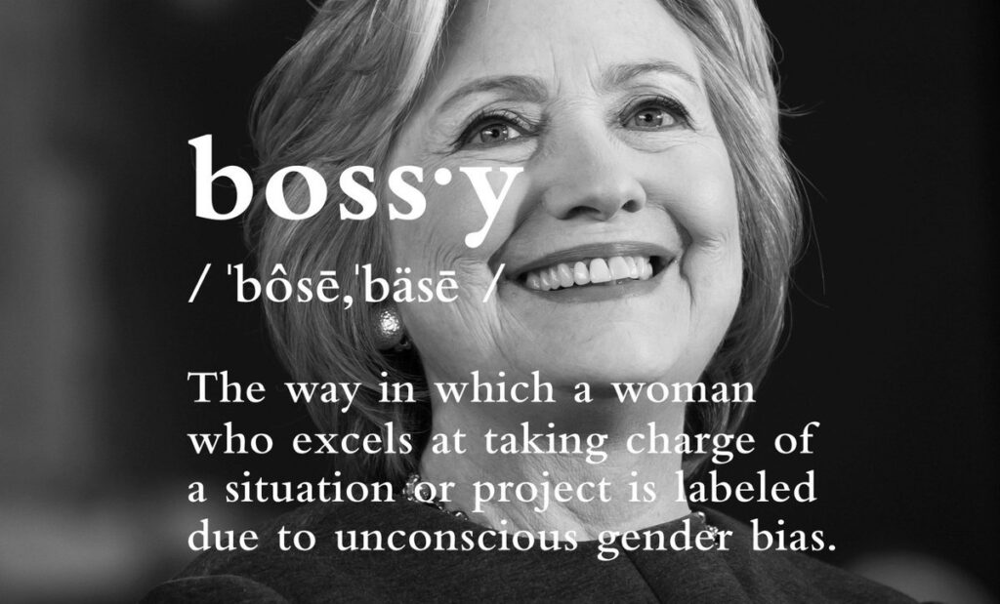 boss·y
/ ˈbôsē,ˈbäsē /
The way in which a woman
who excels at taking charge of
a situation or project is labeled
due to unconscious gender bias.